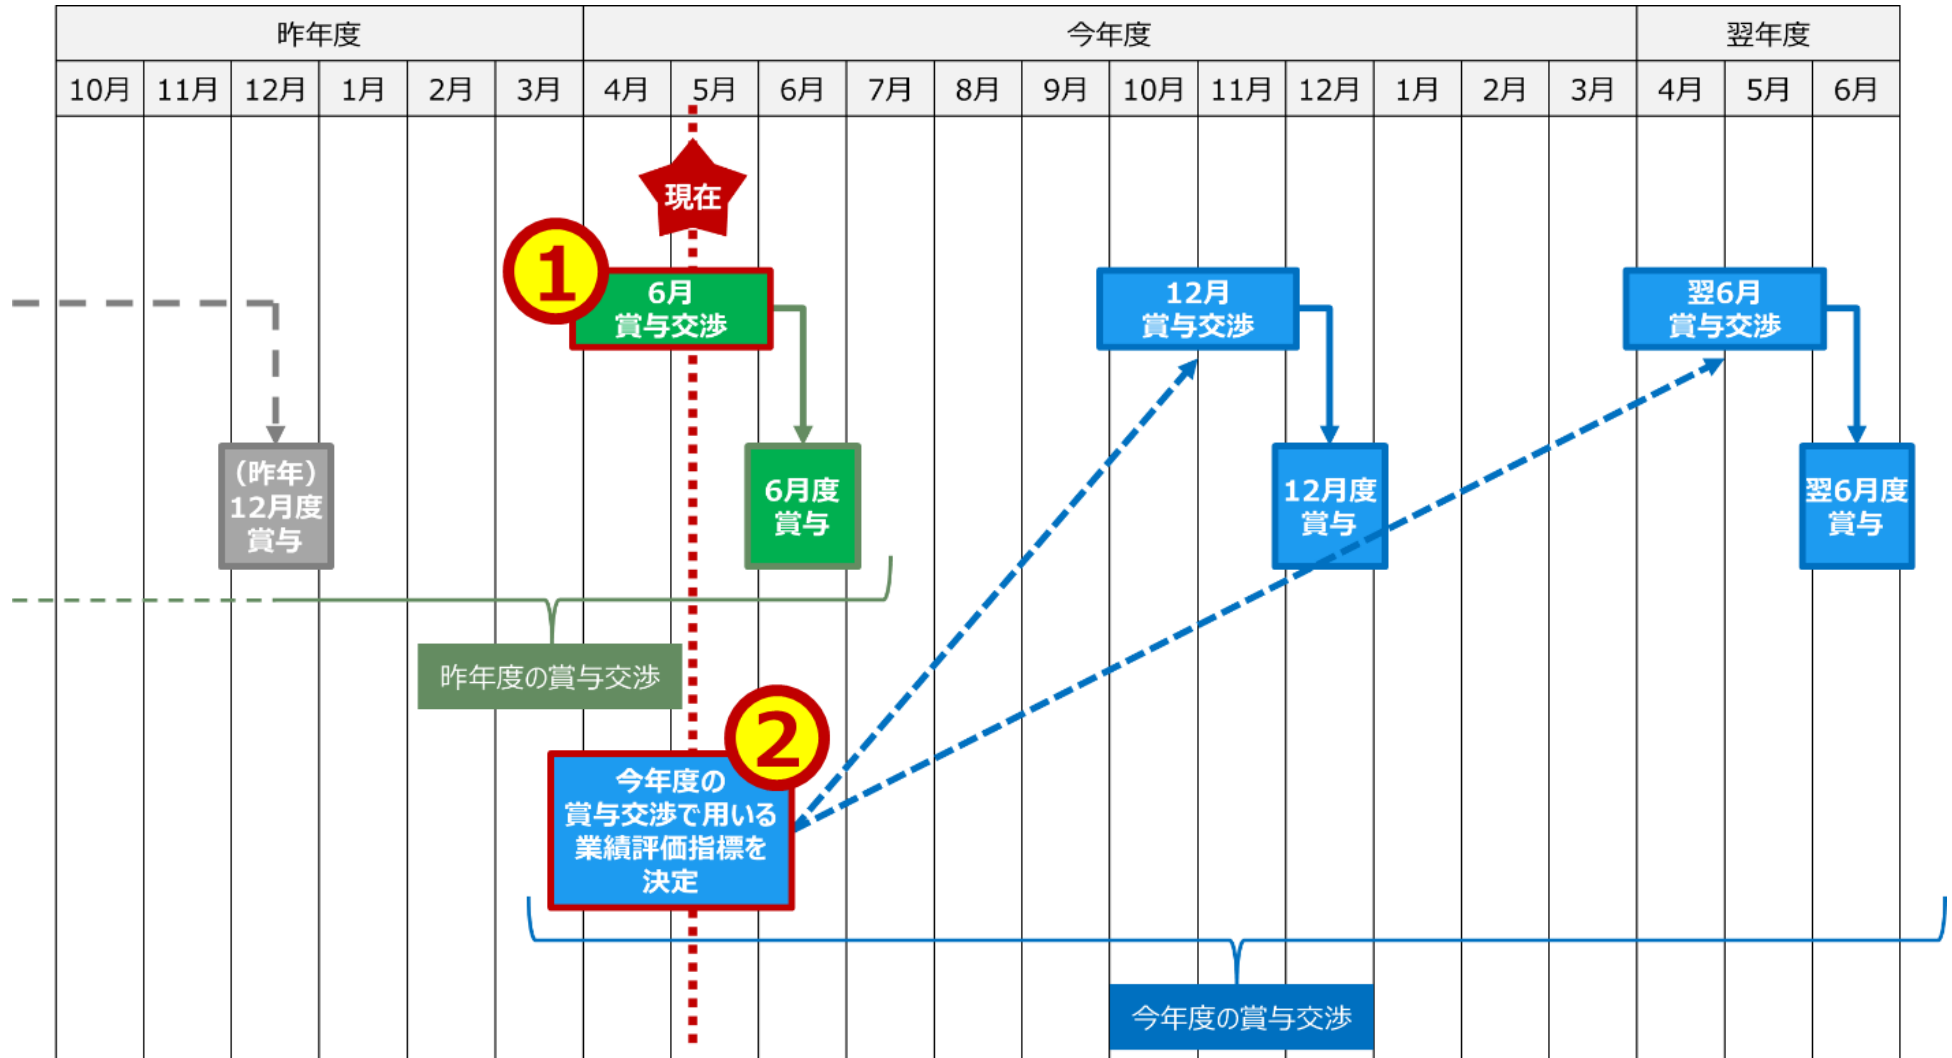 昨年度
今年度
翌年度
10月
11月
12月
1月
2月
3月
4月
5月
6月
7月
8月
9月
10月
11月
12月
1月
2月
3月
4月
5月
6月
現在
1
6月
賞与交渉
12月
賞与交渉
翌6月
賞与交渉
（昨年）
12月度
賞与
6月度
賞与
12月度
賞与
翌6月度
賞与
昨年度の賞与交渉
2
今年度の
賞与交渉で用いる
業績評価指標を
決定
今年度の賞与交渉